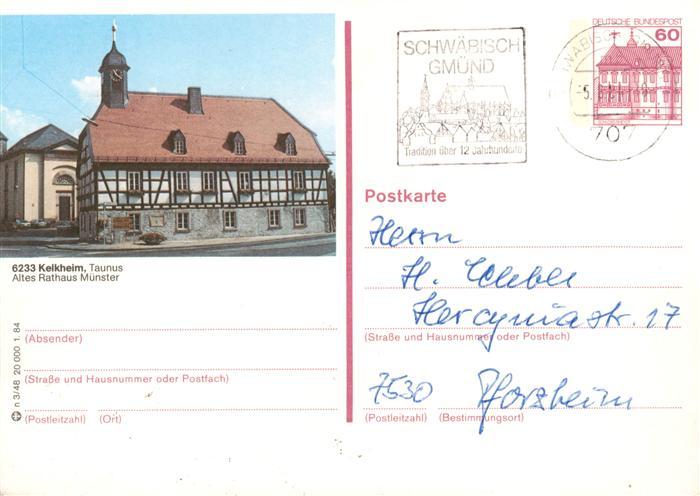 SCHWÄBISCH
GMÜND
Tradition über 12 Jahrhunderte
DEUTSCHE BUNDESPOST
60
707
6233 Kelkheim, Taunus
Altes Rathaus Münster
(Absender)
(Straße und Hausnummer oder Postfach)
(Postleitzahl) (Ort)
n 3/48 20 000 1. 84
Postkarte
Herrn
H.
Hercyniastr. 17
(Straße und Hausnummer oder Postfach)
7530 Pforzheim
(Postleitzahl) (Bestimmungsort)